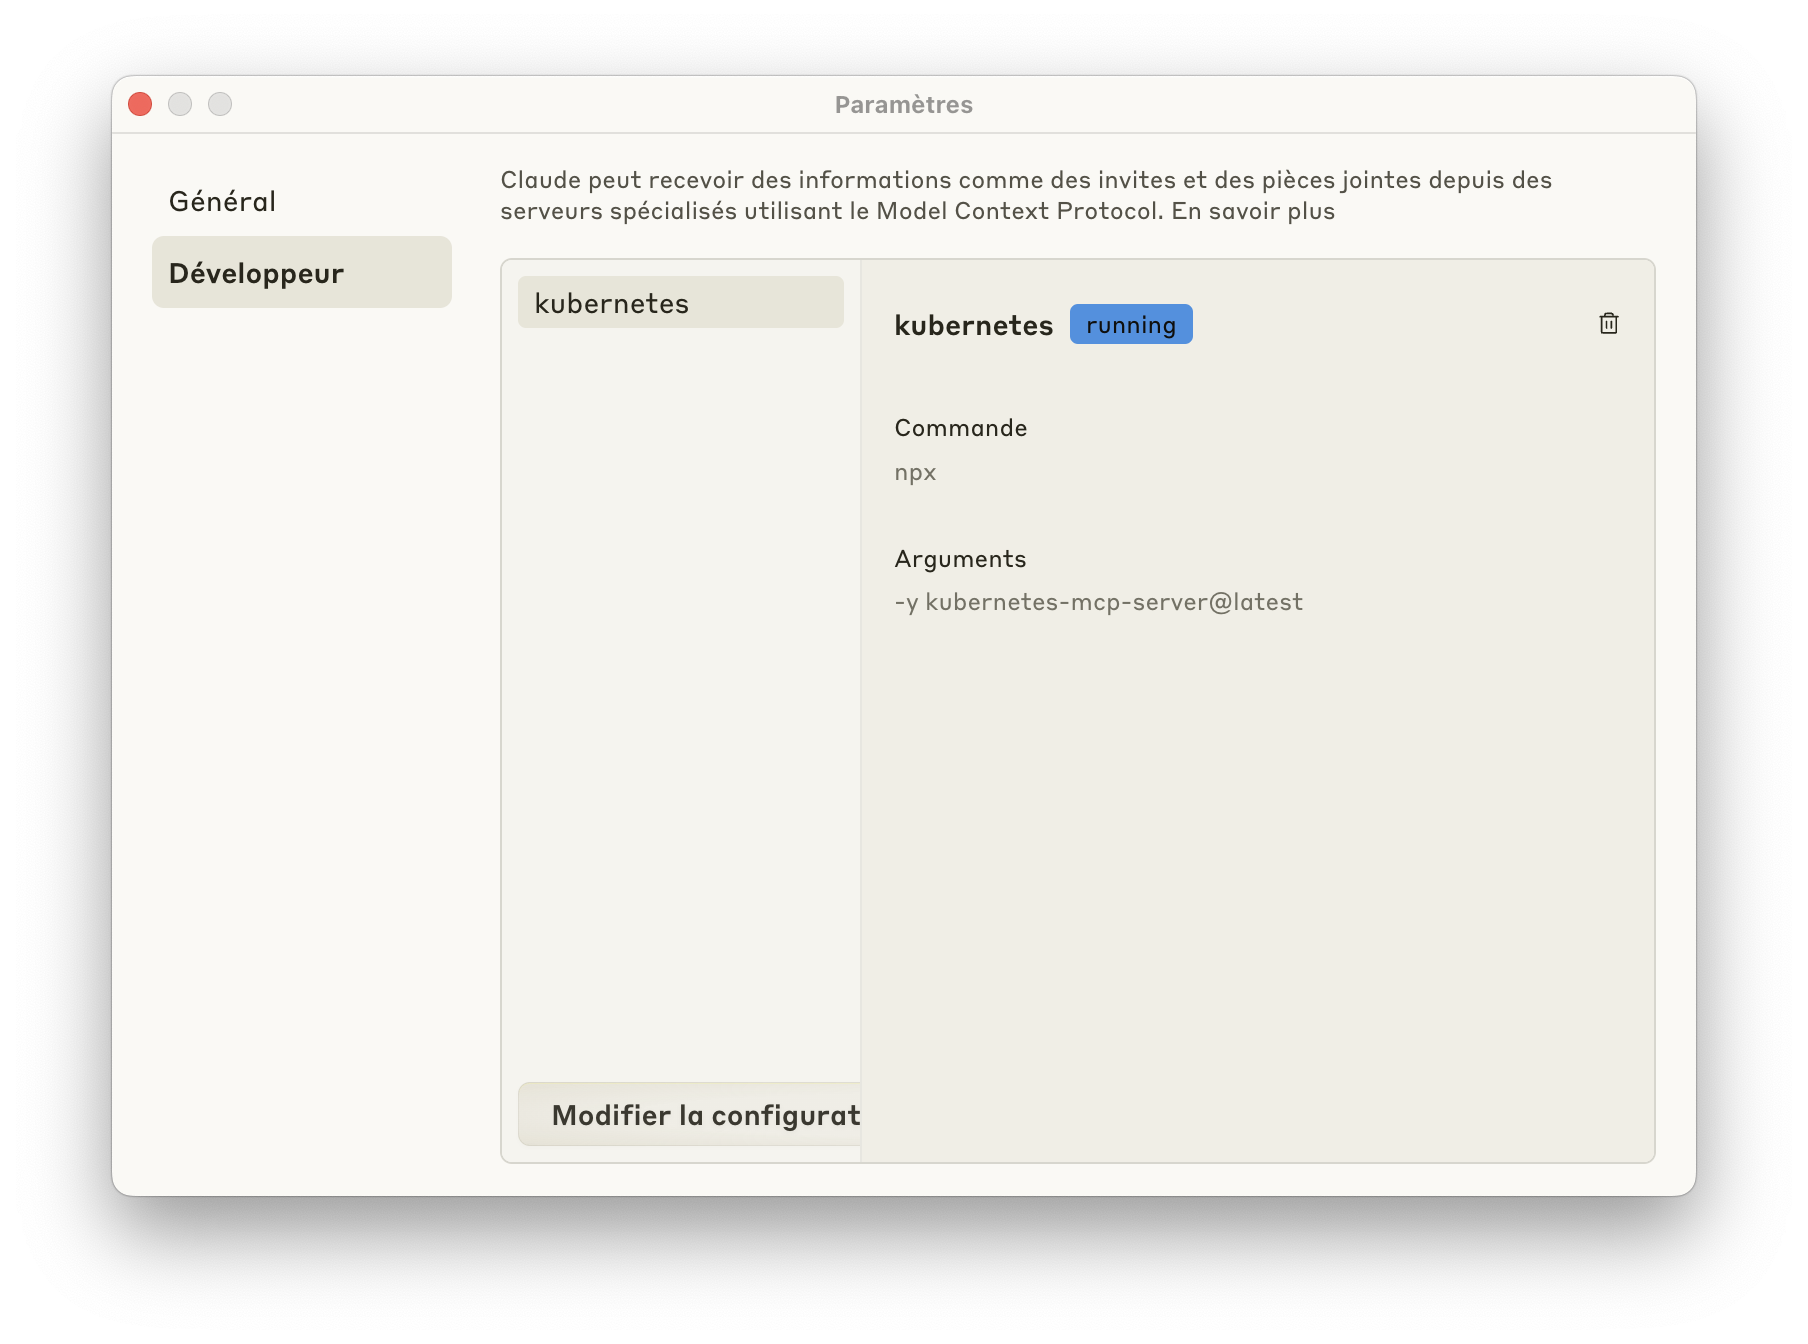 Paramètres
Général
Développeur
Claude peut recevoir des informations comme des invites et des pièces jointes depuis des
serveurs spécialisés utilisant le Model Context Protocol. En savoir plus
kubernetes
Modifier la configurat
kubernetes running
Commande
npx
Arguments
-y kubernetes-mcp-server@latest